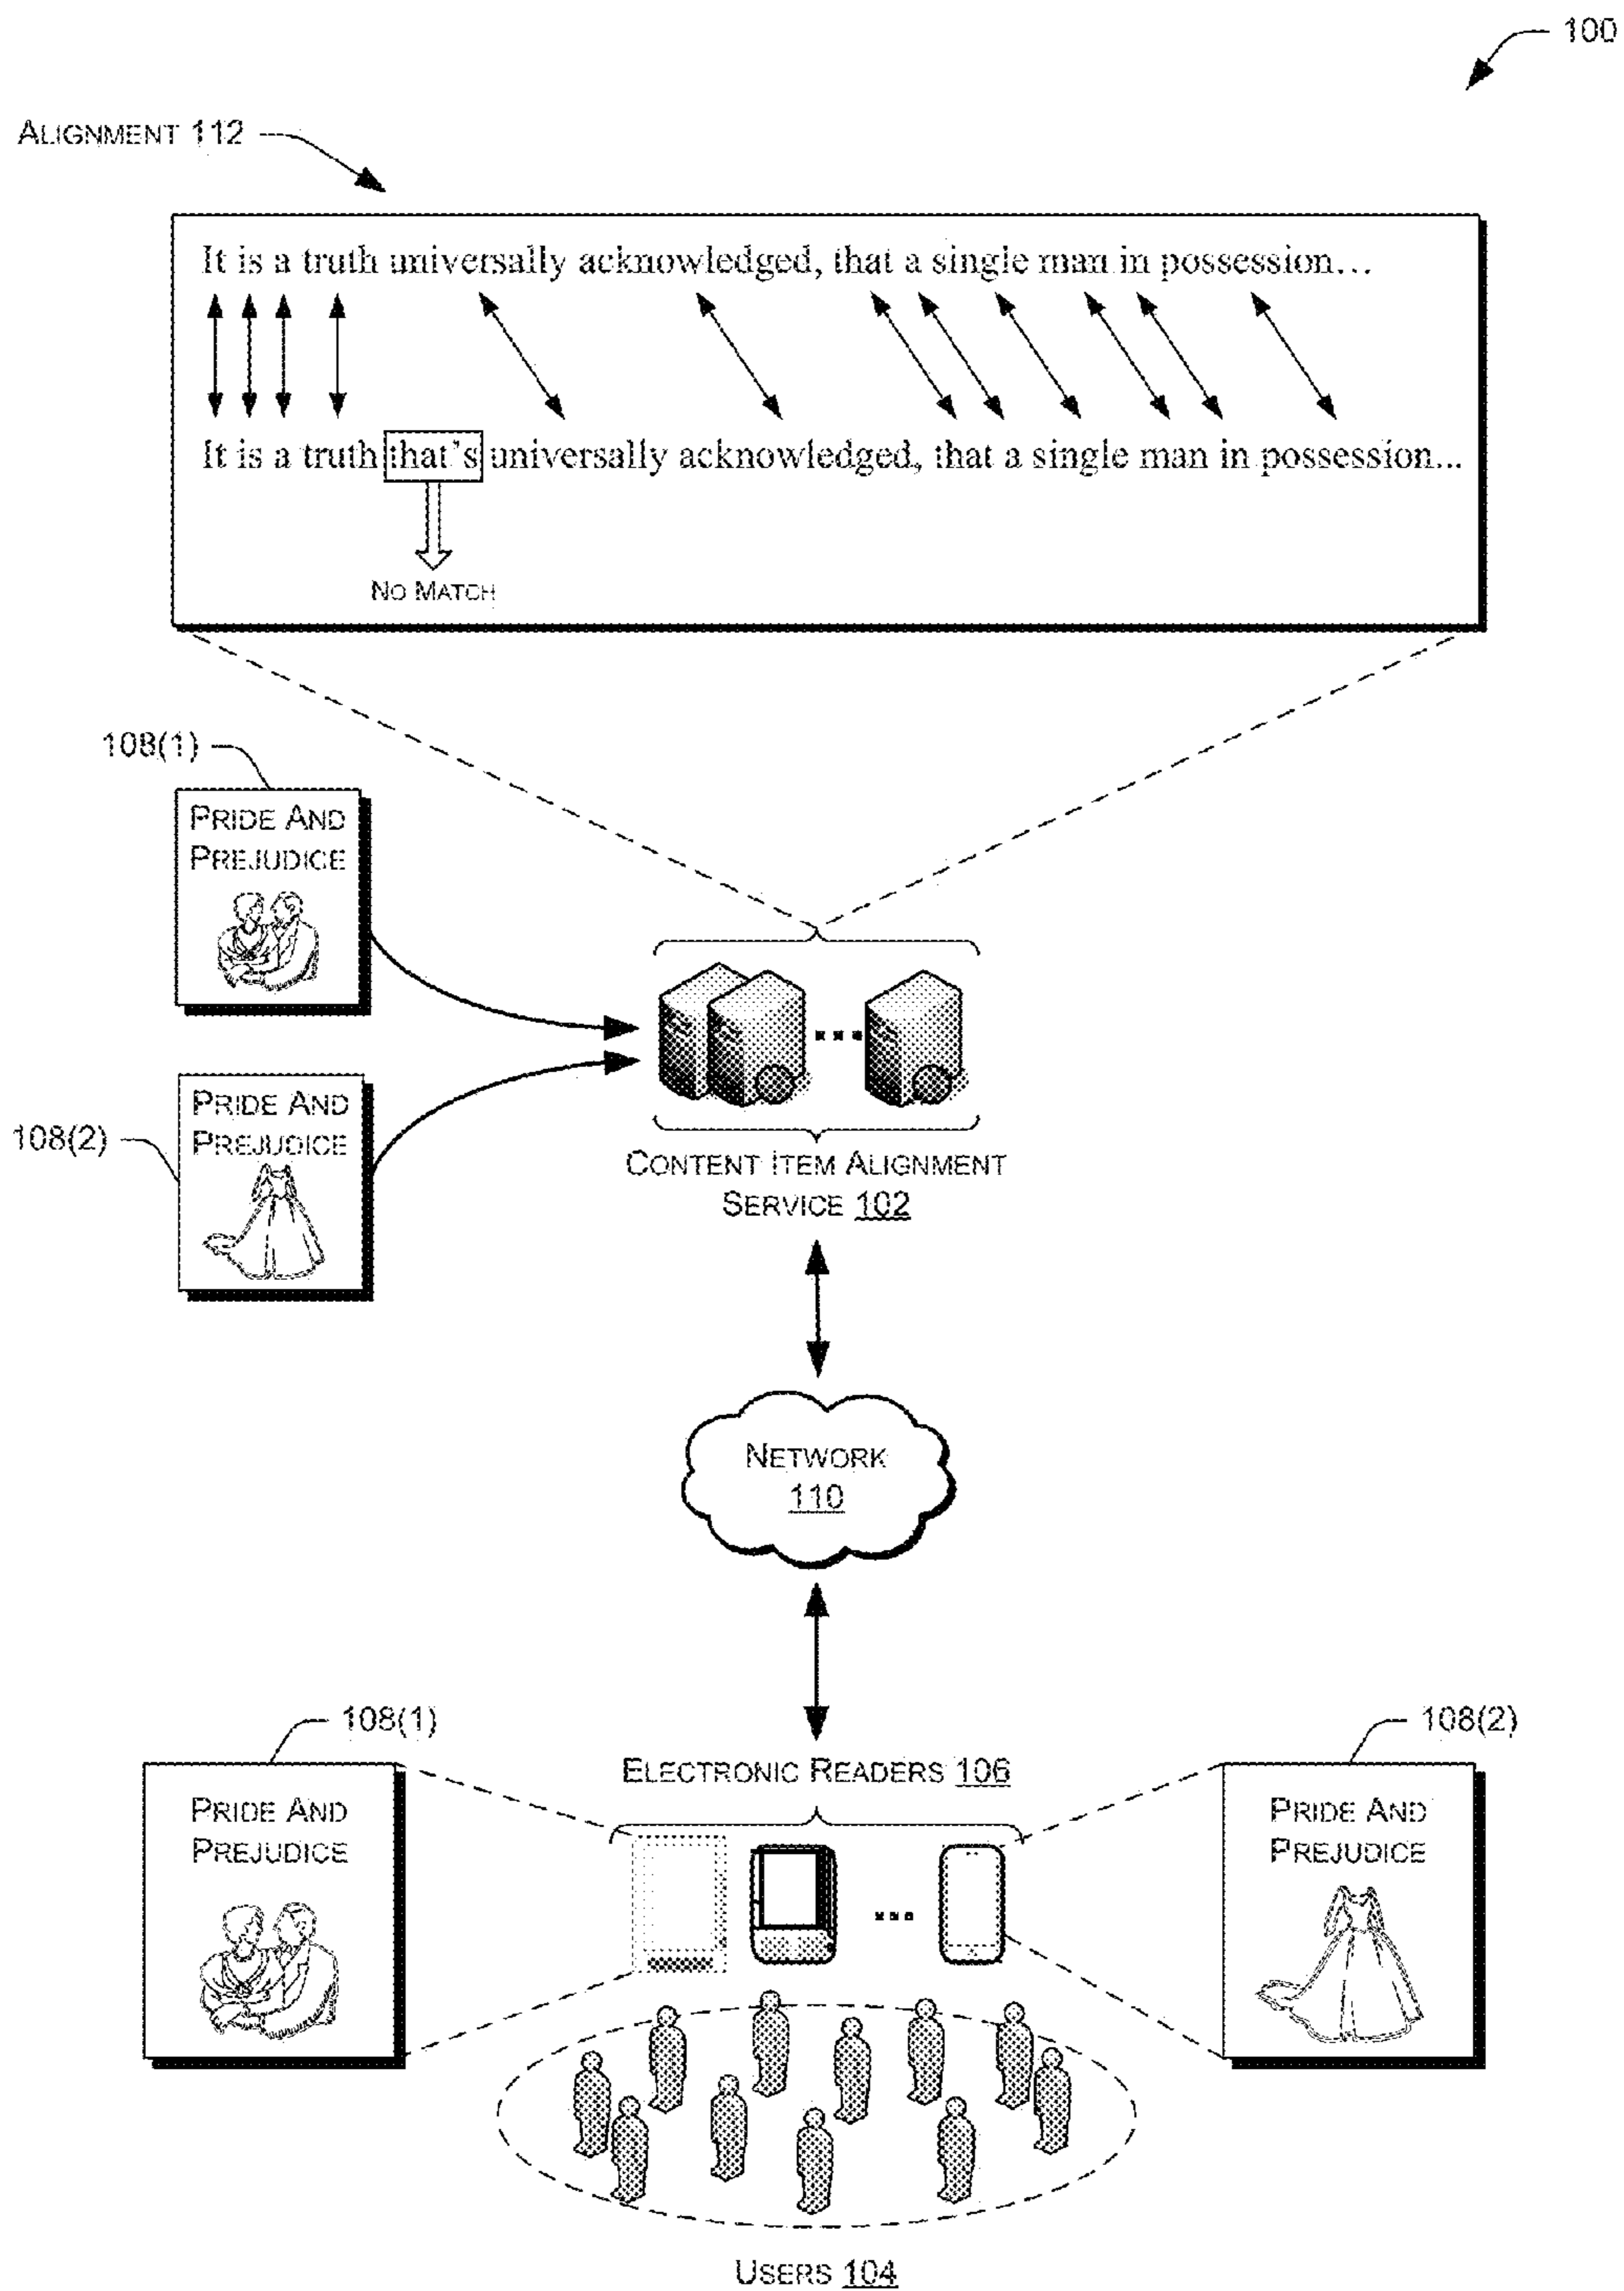 100
ALIGNMENT 112
It is a truth universally acknowledged, that a single man in possession...
It is a truth that's universally acknowledged, that a single man in possession...
NO MATCH
108(1)
PRIDE AND
PREJUDICE
108(2)
PRIDE AND
PREJUDICE
CONTENT ITEM ALIGNMENT
SERVICE 102
NETWORK
110
108(1)
PRIDE AND
PREJUDICE
ELECTRONIC READERS 106
108(2)
PRIDE AND
PREJUDICE
USERS 104